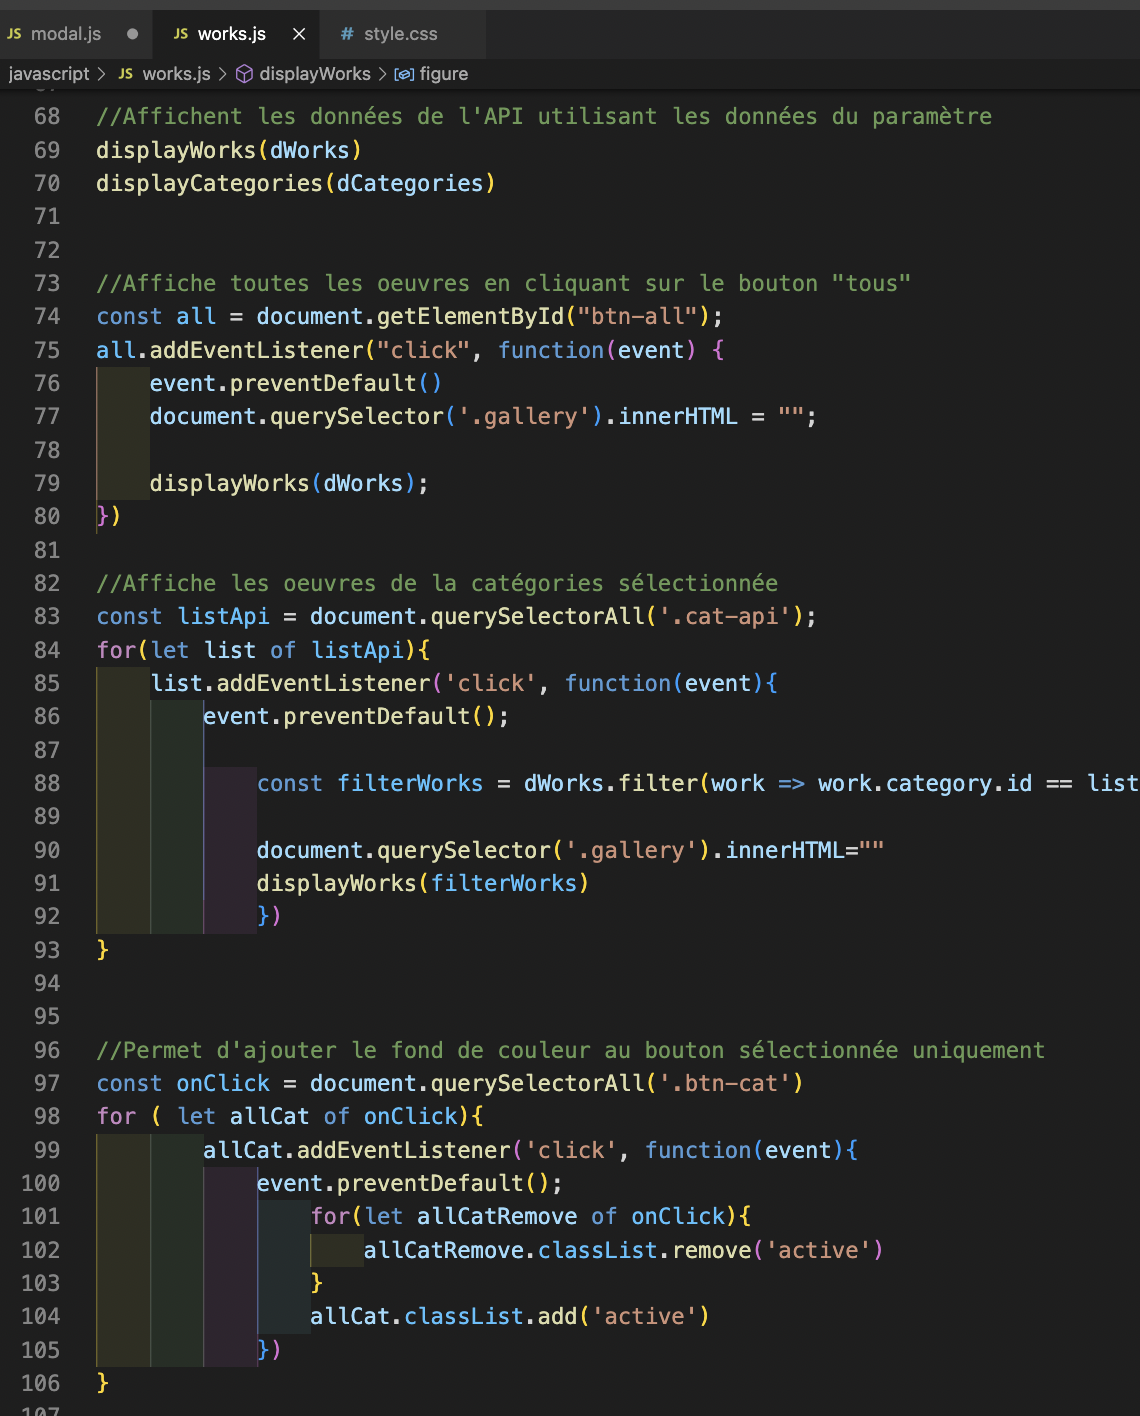 JS modal.js ● JS works.js × # style.css
javascript > JS works.js > displayWorks > figure
68 //Affichent les données de l'API utilisant les données du paramètre
69 displayWorks(dWorks)
70 displayCategories(dCategories)
71
72
73 //Affiche toutes les oeuvres en cliquant sur le bouton "tous"
74 const all = document.getElementById("btn-all");
75 all.addEventListener("click", function(event) {
76 event.preventDefault()
77 document.querySelector('.gallery').innerHTML = "";
78
79 displayWorks(dWorks);
80 })
81
82 //Affiche les oeuvres de la catégories sélectionnée
83 const listApi = document.querySelectorAll('.cat-api');
84 for(let list of listApi){
85 list.addEventListener('click', function(event){
86 event.preventDefault();
87
88 const filterWorks = dWorks.filter(work => work.category.id == list
89
90 document.querySelector('.gallery').innerHTML=""
91 displayWorks(filterWorks)
92 })
93 }
94
95
96 //Permet d'ajouter le fond de couleur au bouton sélectionnée uniquement
97 const onClick = document.querySelectorAll('.btn-cat')
98 for ( let allCat of onClick){
99 allCat.addEventListener('click', function(event){
100 event.preventDefault();
101 for(let allCatRemove of onClick){
102 allCatRemove.classList.remove('active')
103 }
104 allCat.classList.add('active')
105 })
106 }
107